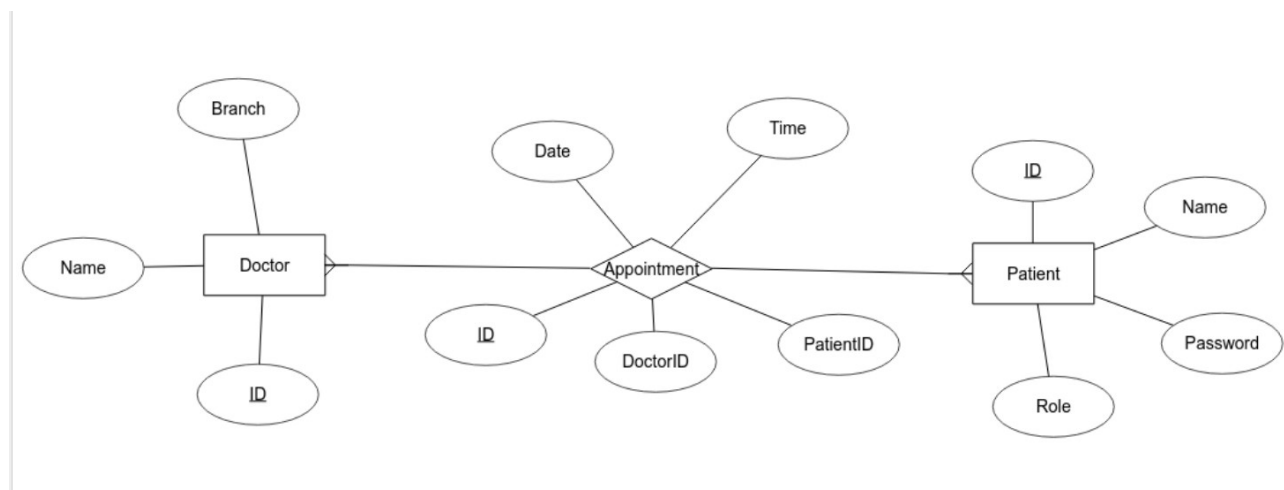 Branch
Date
Time
ID
Name
Name
Doctor
Appointment
Patient
ID
DoctorID
PatientID
Password
ID
Role